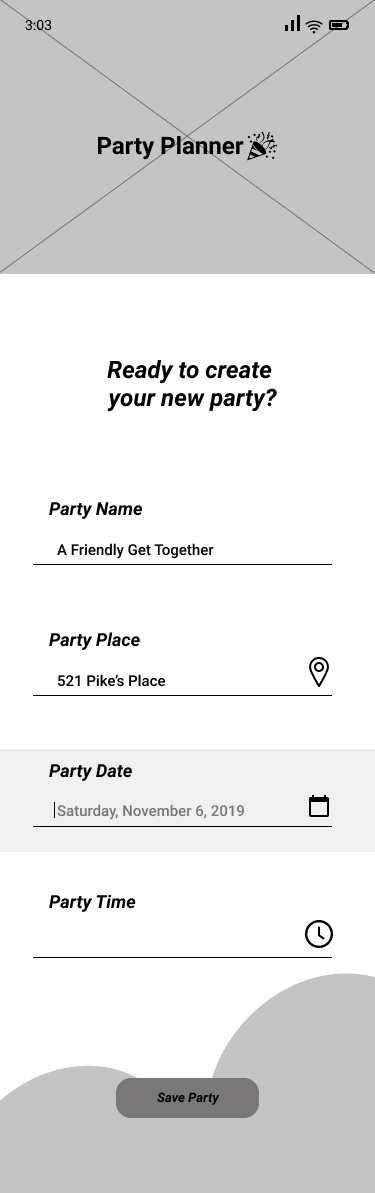 3:03
Party Planner
Ready to create
your new party?
Party Name
A Friendly Get Together
Party Place
521 Pike’s Place
Party Date
Saturday, November 6, 2019
Party Time
Save Party